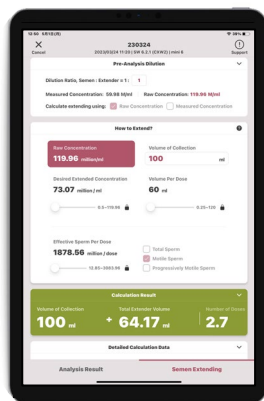 12:50 5月1日(周)
38%
230324
Cancel
2023/03/24 11:20 | SW 6.2.1 (CXW2) | mini 6
Support
Pre-Analysis Dilution
Dilution Ratio, Semen : Extender = 1 : 1
Measured Concentration: 59.98 M/ml Raw Concentration: 119.96 M/ml
Calculate extending using: Raw Concentration Measured Concentration
How to Extend?
Raw Concentration
119.96 million/ml
Volume of Collection
100 ml
Desired Extended Concentration
73.07 million / ml
Volume Per Dose
60 ml
0.5~119.96
0.25~100
Effective Sperm Per Dose
1878.56 million / dose
Total Sperm
Motile Sperm
Progressively Motile Sperm
Calculation Result
Volume of Collection
100 ml
+
Total Extender Volume
64.17 ml
Number of Doses
2.7
Detailed Calculation Data
Analysis Result
Semen Extending